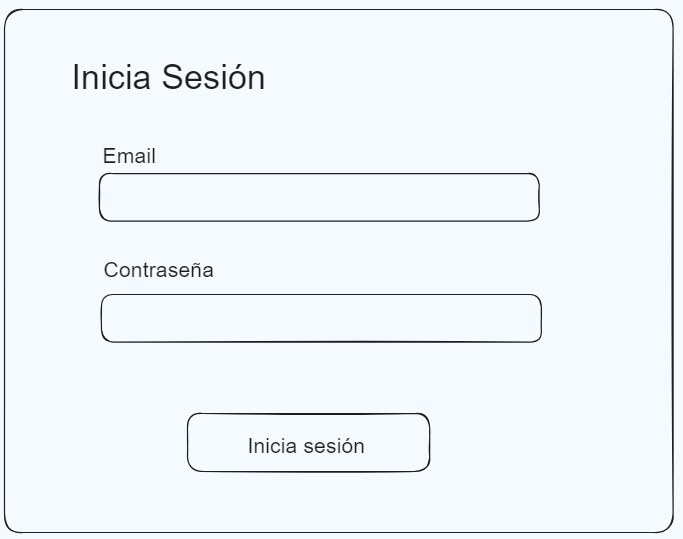 Inicia Sesión
Email
Contraseña
Inicia sesión